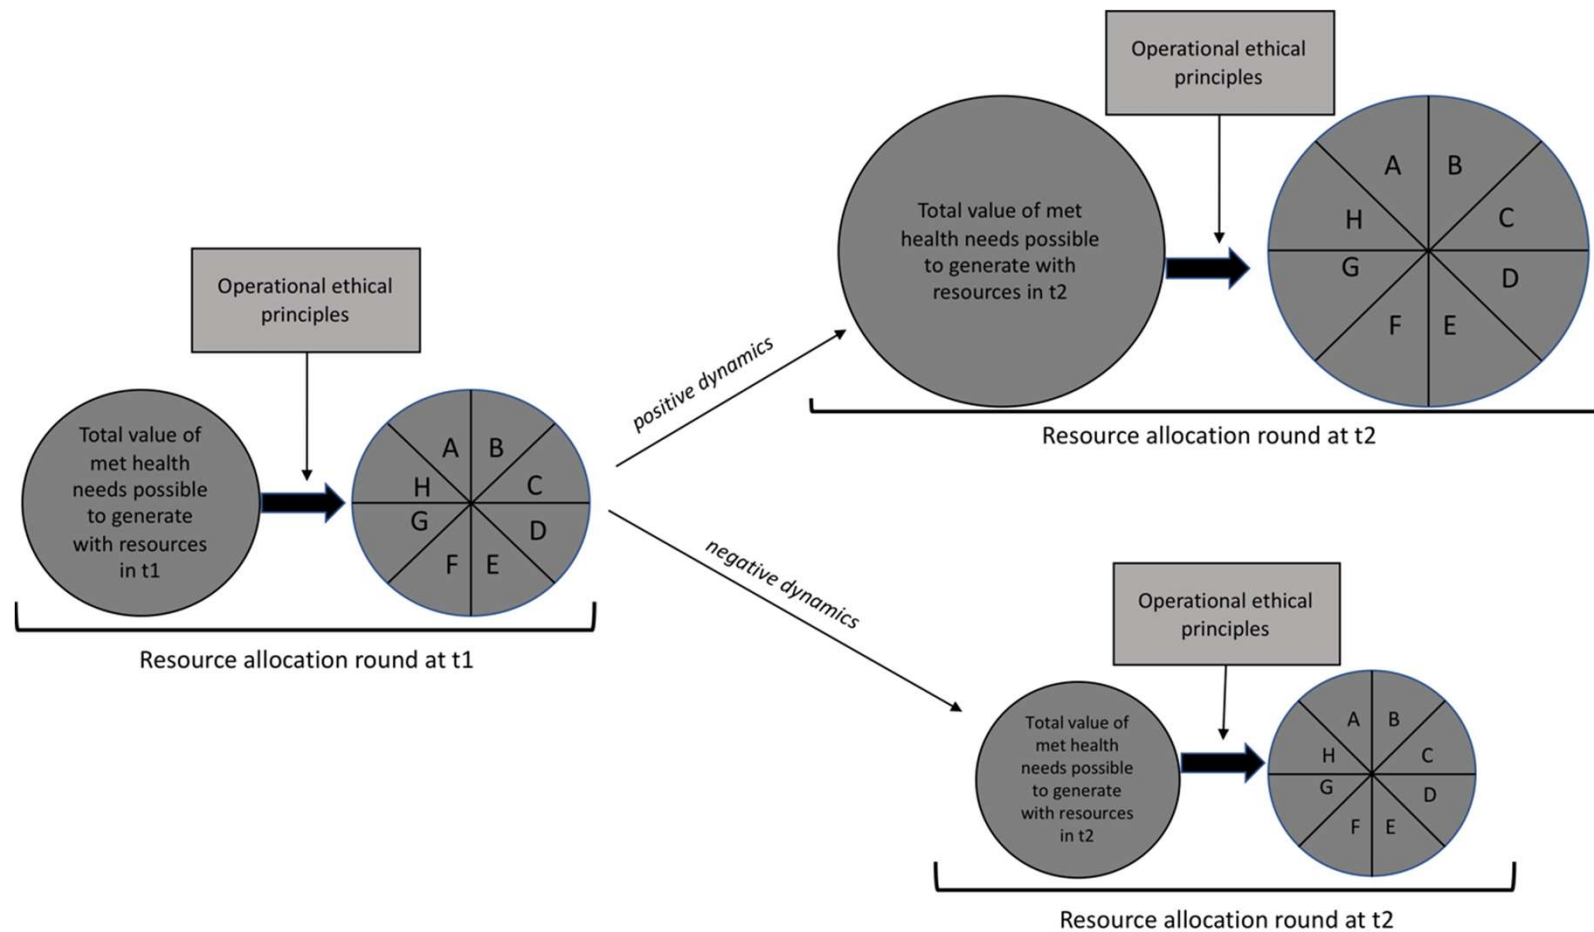 Operational ethical
principles
Total value of
met health
needs possible
to generate
with resources
in t1
A
B
C
D
E
F
G
H
Resource allocation round at t1
positive dynamics
negative dynamics
Operational ethical
principles
Total value of met
health needs possible
to generate with
resources in t2
A
B
C
D
E
F
G
H
Resource allocation round at t2
Operational ethical
principles
Total value of
met health
needs possible
to generate
with resources
in t2
A
B
C
D
E
F
G
H
Resource allocation round at t2